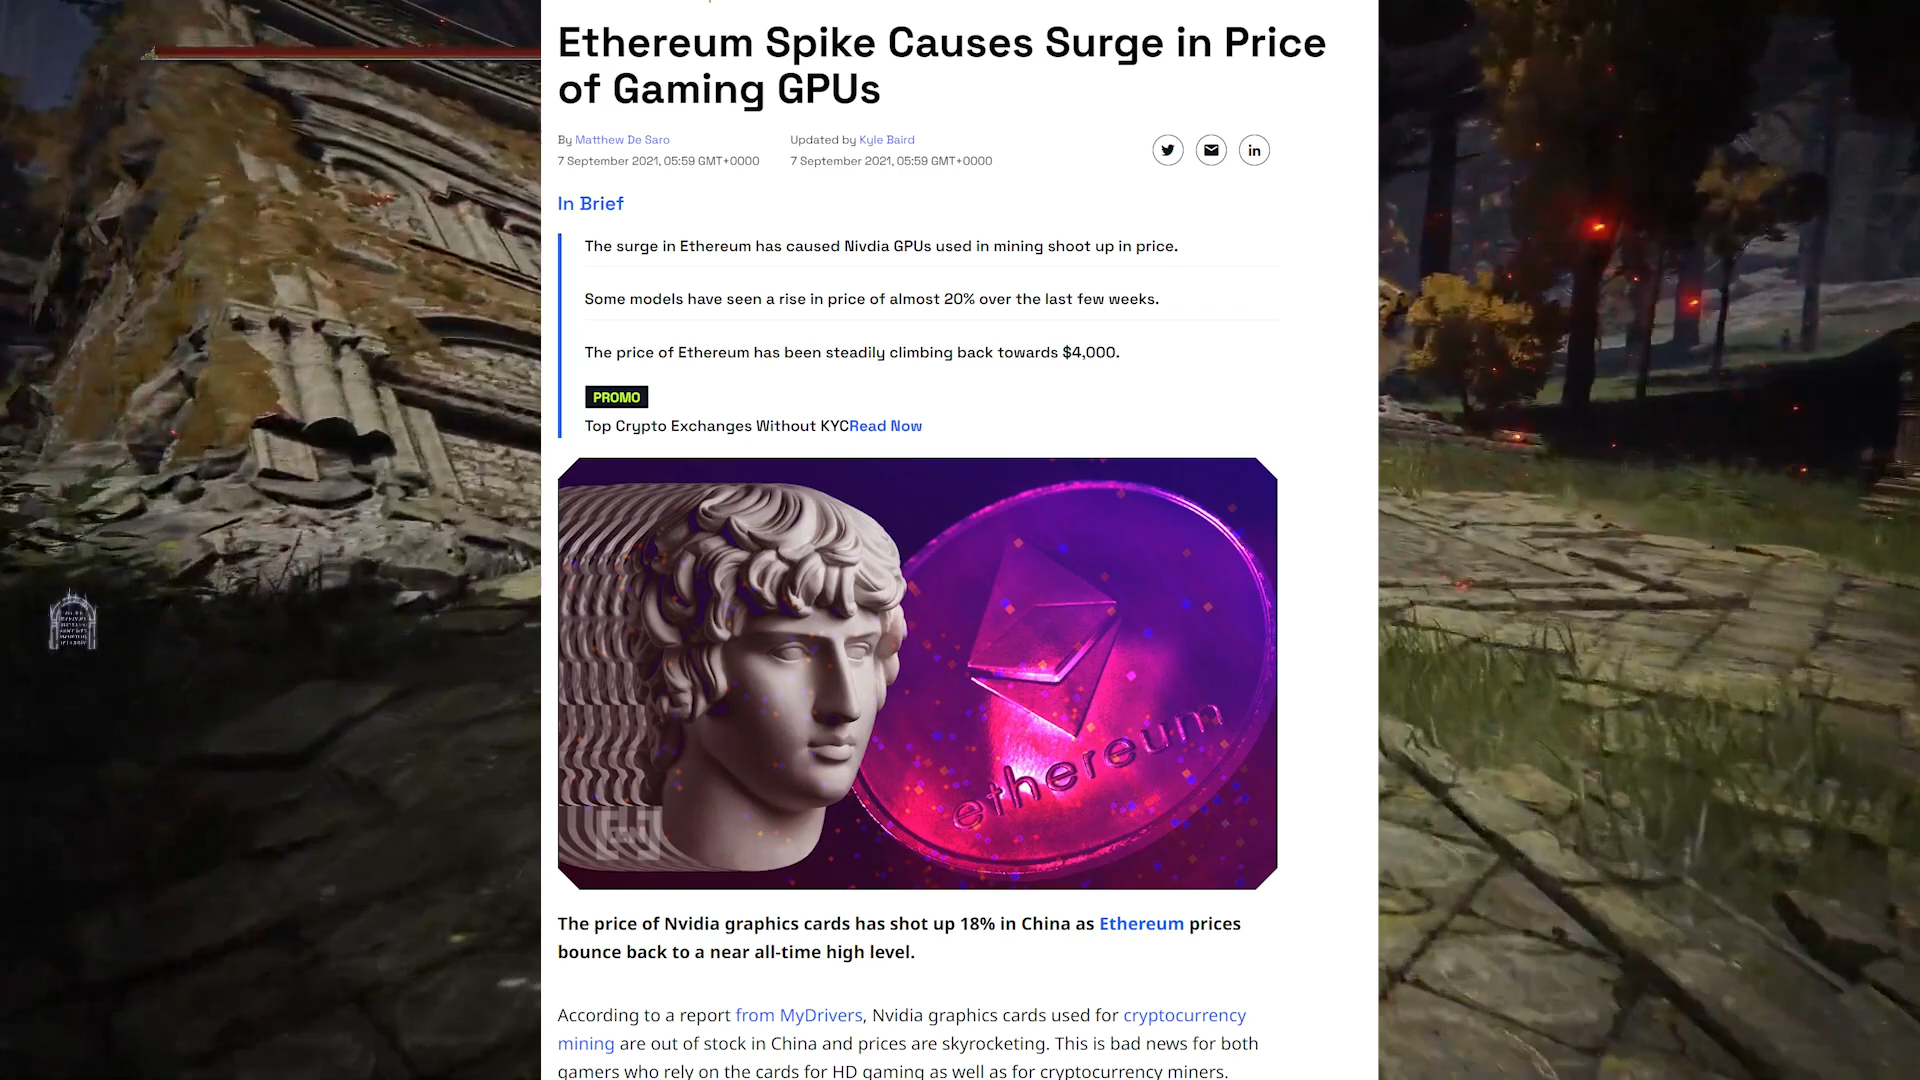 Ethereum Spike Causes Surge in Price
of Gaming GPUs
By Matthew De Saro
Updated by Kyle Baird
7 September 2021, 05:59 GMT+0000
7 September 2021, 05:59 GMT+0000
in
In Brief
The surge in Ethereum has caused Nivdia GPUs used in mining shoot up in price.
Some models have seen a rise in price of almost 20% over the last few weeks.
The price of Ethereum has been steadily climbing back towards $4,000.
PROMO
Top Crypto Exchanges Without KYCRead Now
ethereum
The price of Nvidia graphics cards has shot up 18% in China as Ethereum prices
bounce back to a near all-time high level.
According to a report from MyDrivers, Nvidia graphics cards used for cryptocurrency
mining are out of stock in China and prices are skyrocketing. This is bad news for both
gamers who rely on the cards for HD gaming as well as for cryptocurrency miners.